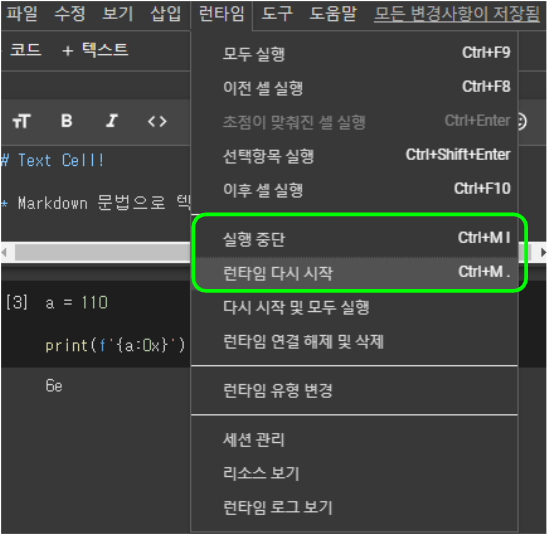 파일 수정 보기 삽입 런타임 도구 도움말 모든 변경사항이 저장됨
코드 + 텍스트
모두 실행 Ctrl+F9
이전 셀 실행 Ctrl+F8
초점이 맞춰진 셀 실행 Ctrl+Enter
선택항목 실행 Ctrl+Shift+Enter
이후 셀 실행 Ctrl+F10
실행 중단 Ctrl+M I
런타임 다시 시작 Ctrl+M .
다시 시작 및 모두 실행
런타임 연결 해제 및 삭제
런타임 유형 변경
세션 관리
리소스 보기
런타임 로그 보기
TT B I <>
# Text Cell!
* Markdown 문법으로 텍
[3] a = 110
print(f'{a:0x}')
6e